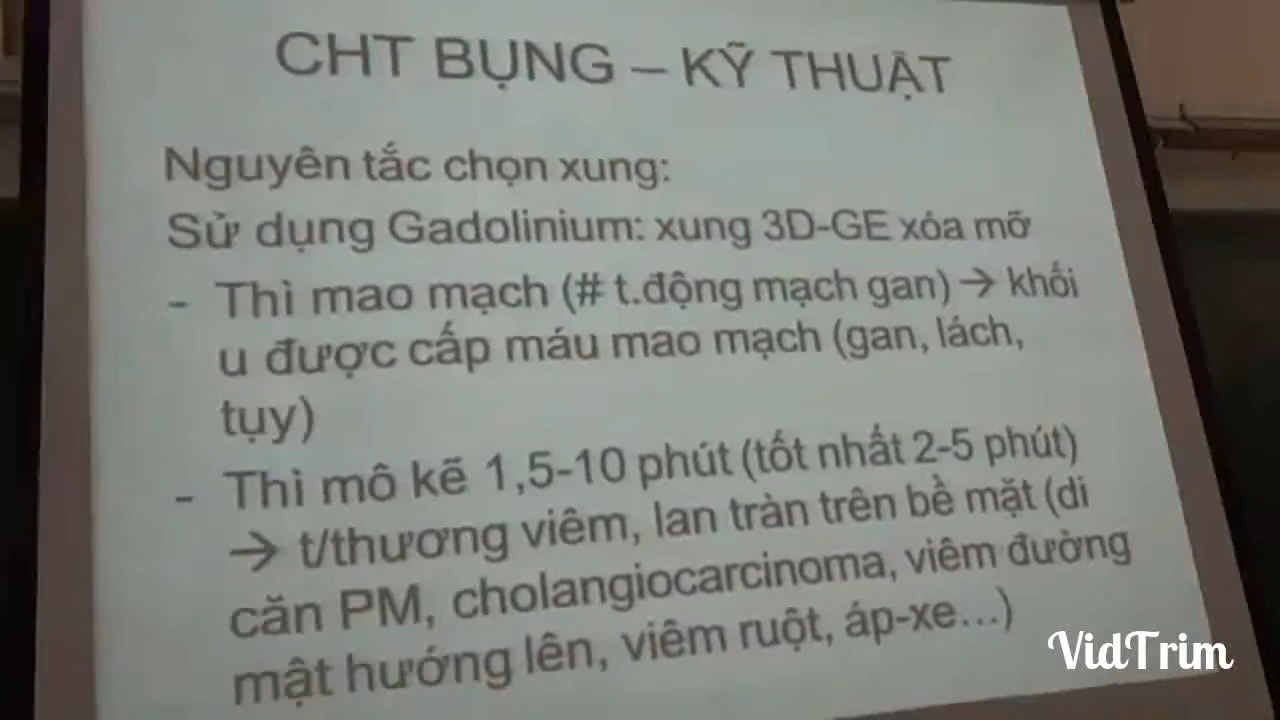 CHT BỤNG – KỸ THUẬT
Nguyên tắc chọn xung:
Sử dụng Gadolinium: xung 3D-GE xóa mỡ
- Thì mao mạch (# t.động mạch gan) → khối
u được cấp máu mao mạch (gan, lách,
tụy)
- Thì mô kẽ 1,5-10 phút (tốt nhất 2-5 phút)
→ t/thương viêm, lan tràn trên bề mặt (di
căn PM, cholangiocarcinoma, viêm đường
mật hướng lên, viêm ruột, áp-xe...)
VidTrim